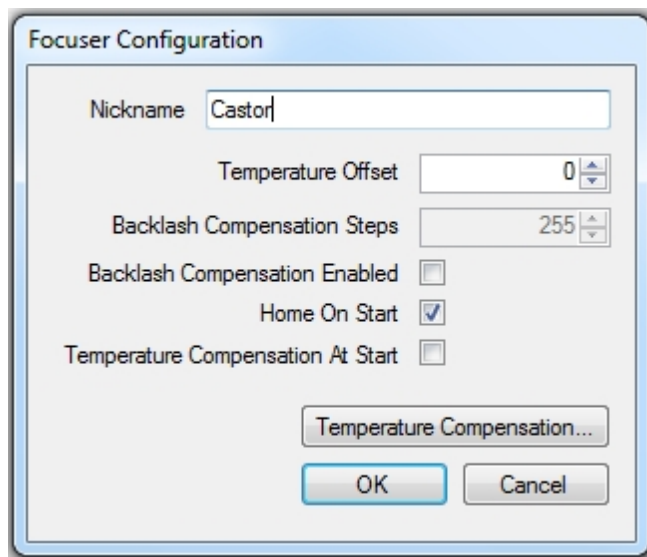 Focuser Configuration
Nickname Castor
Temperature Offset 0
Backlash Compensation Steps 255
Backlash Compensation Enabled
Home On Start
Temperature Compensation At Start
Temperature Compensation...
OK Cancel